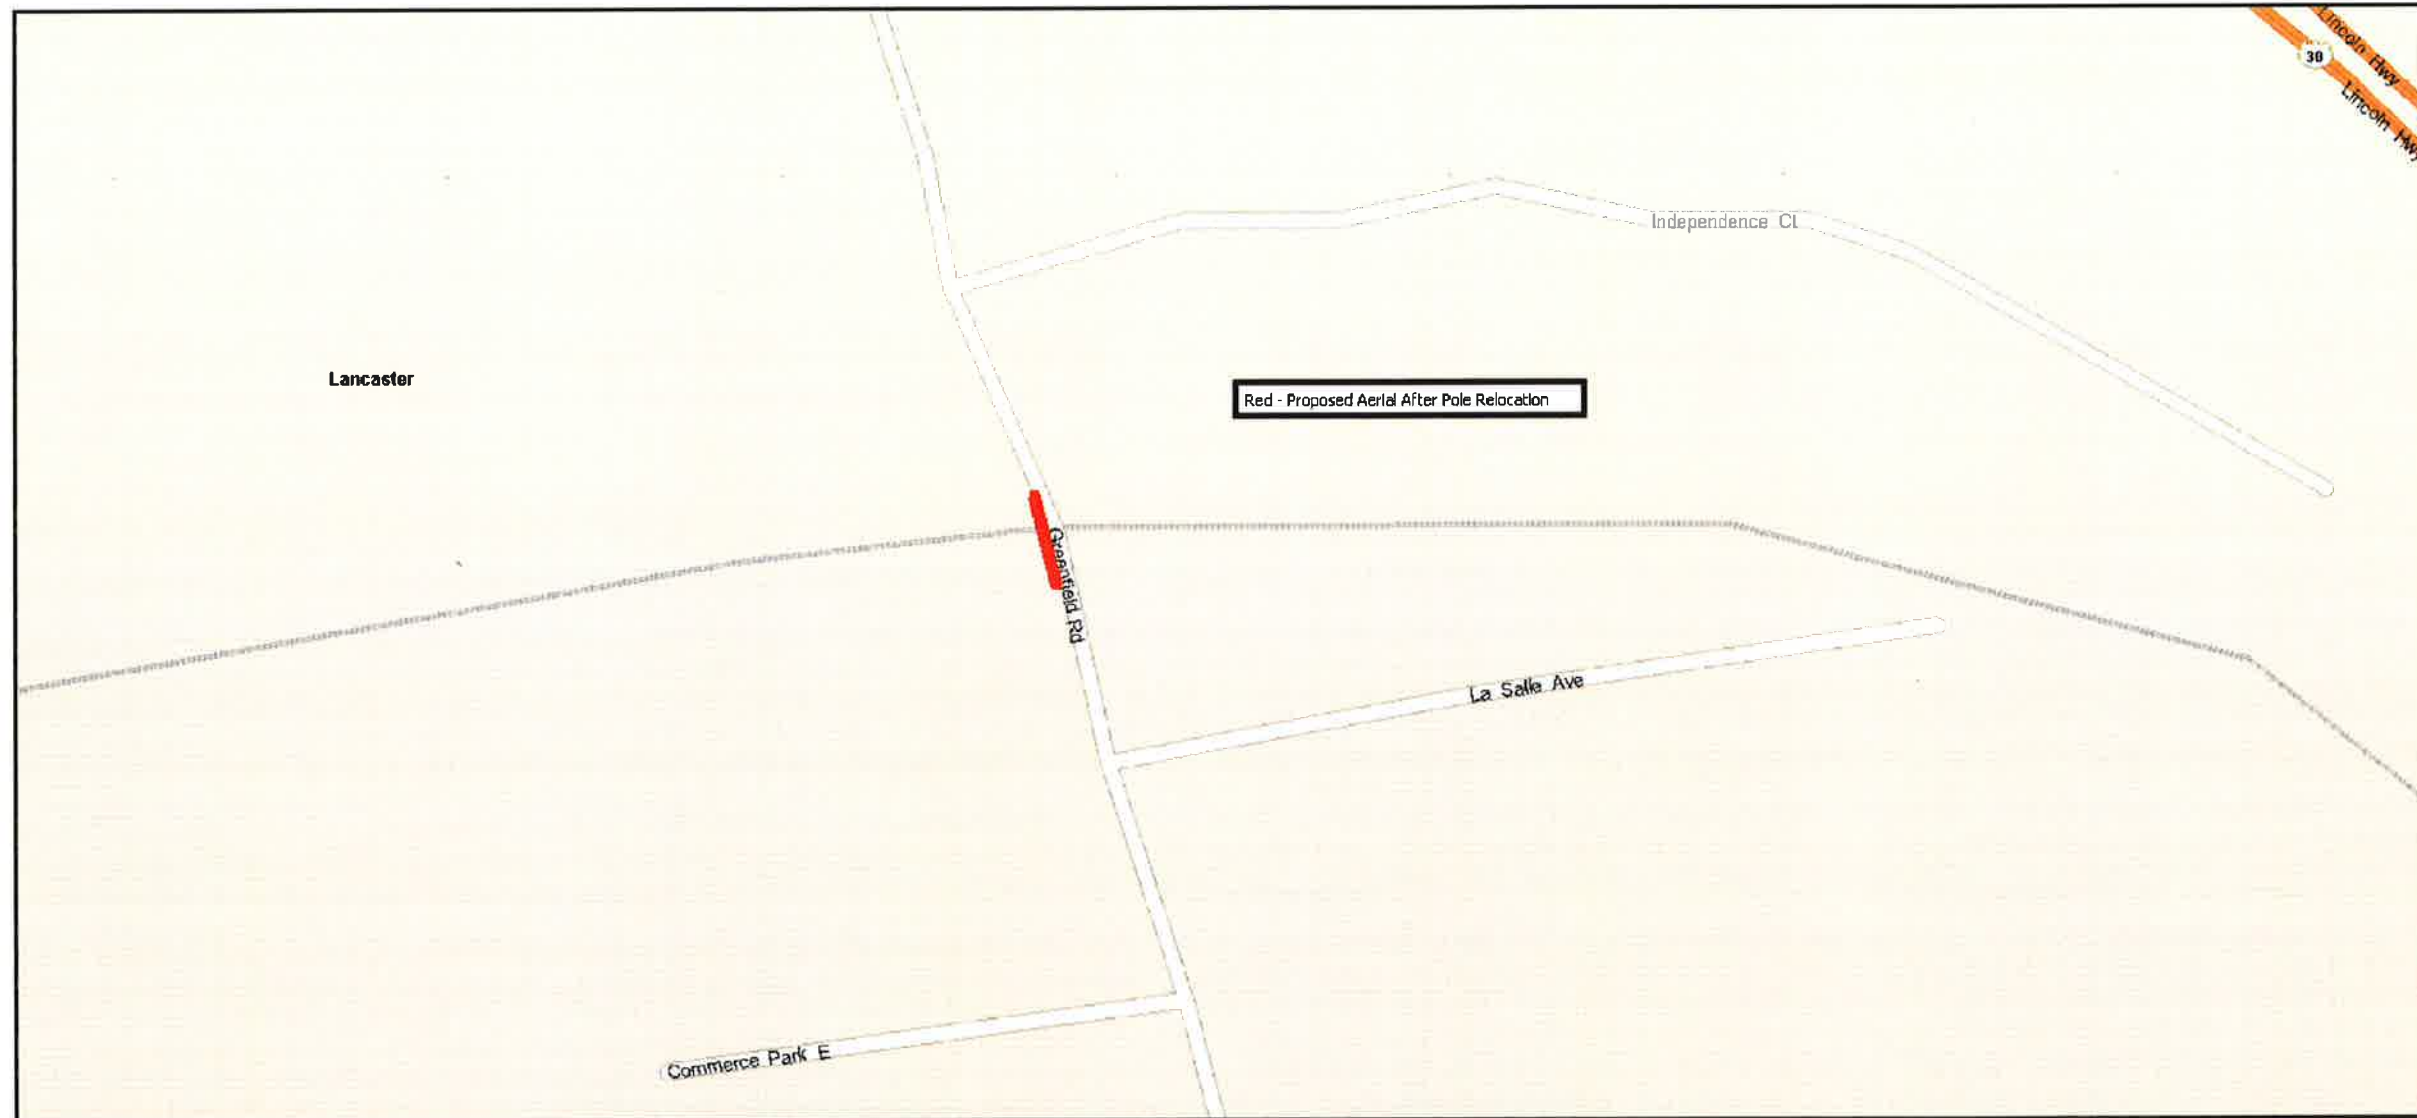 Lincoln Hwy
30
Lincoln Hwy
Independence Ct
Lancaster
Red - Proposed Aerial After Pole Relocation
Greenfield Rd
La Salle Ave
Commerce Park E